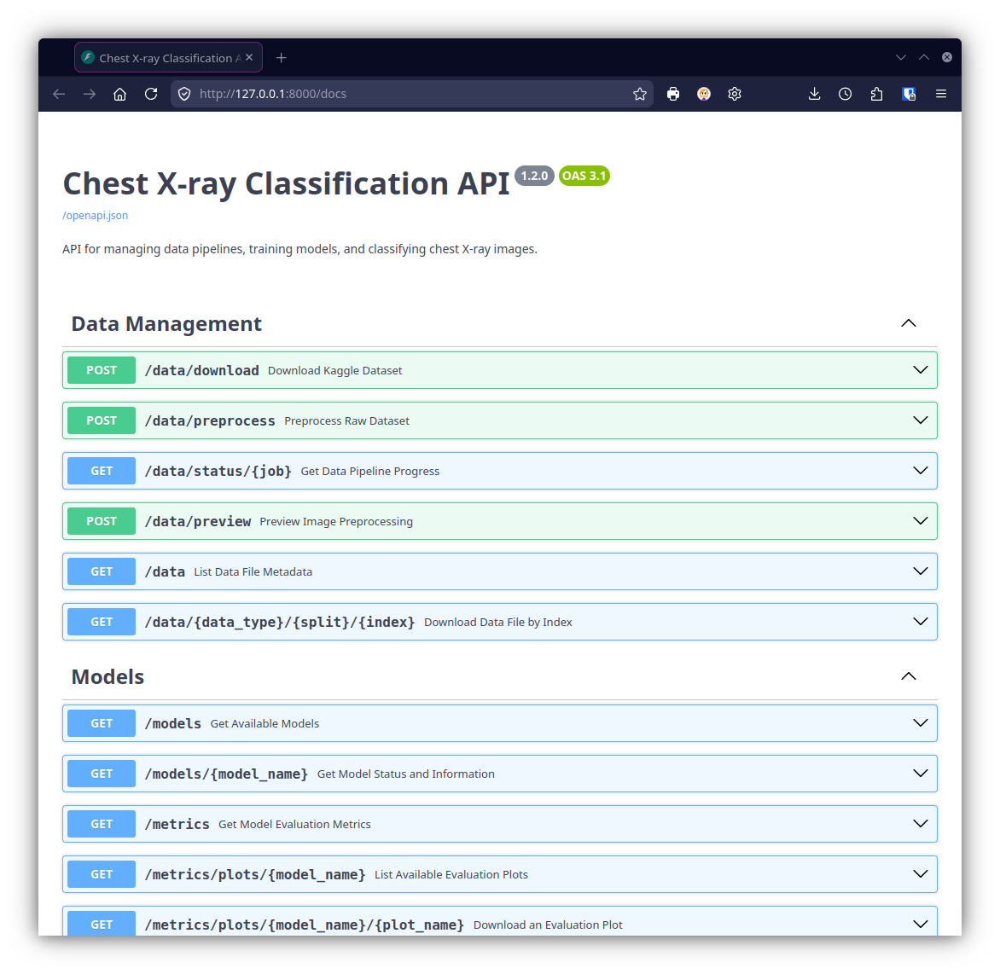 Chest X-ray Classification A
http://127.0.0.1:8000/docs
Chest X-ray Classification API 1.2.0 OAS 3.1
/openapi.json
API for managing data pipelines, training models, and classifying chest X-ray images.
Data Management
POST /data/download Download Kaggle Dataset
POST /data/preprocess Preprocess Raw Dataset
GET /data/status/{job} Get Data Pipeline Progress
POST /data/preview Preview Image Preprocessing
GET /data List Data File Metadata
GET /data/{data_type}/{split}/{index} Download Data File by Index
Models
GET /models Get Available Models
GET /models/{model_name} Get Model Status and Information
GET /metrics Get Model Evaluation Metrics
GET /metrics/plots/{model_name} List Available Evaluation Plots
GET /metrics/plots/{model_name}/{plot_name} Download an Evaluation Plot